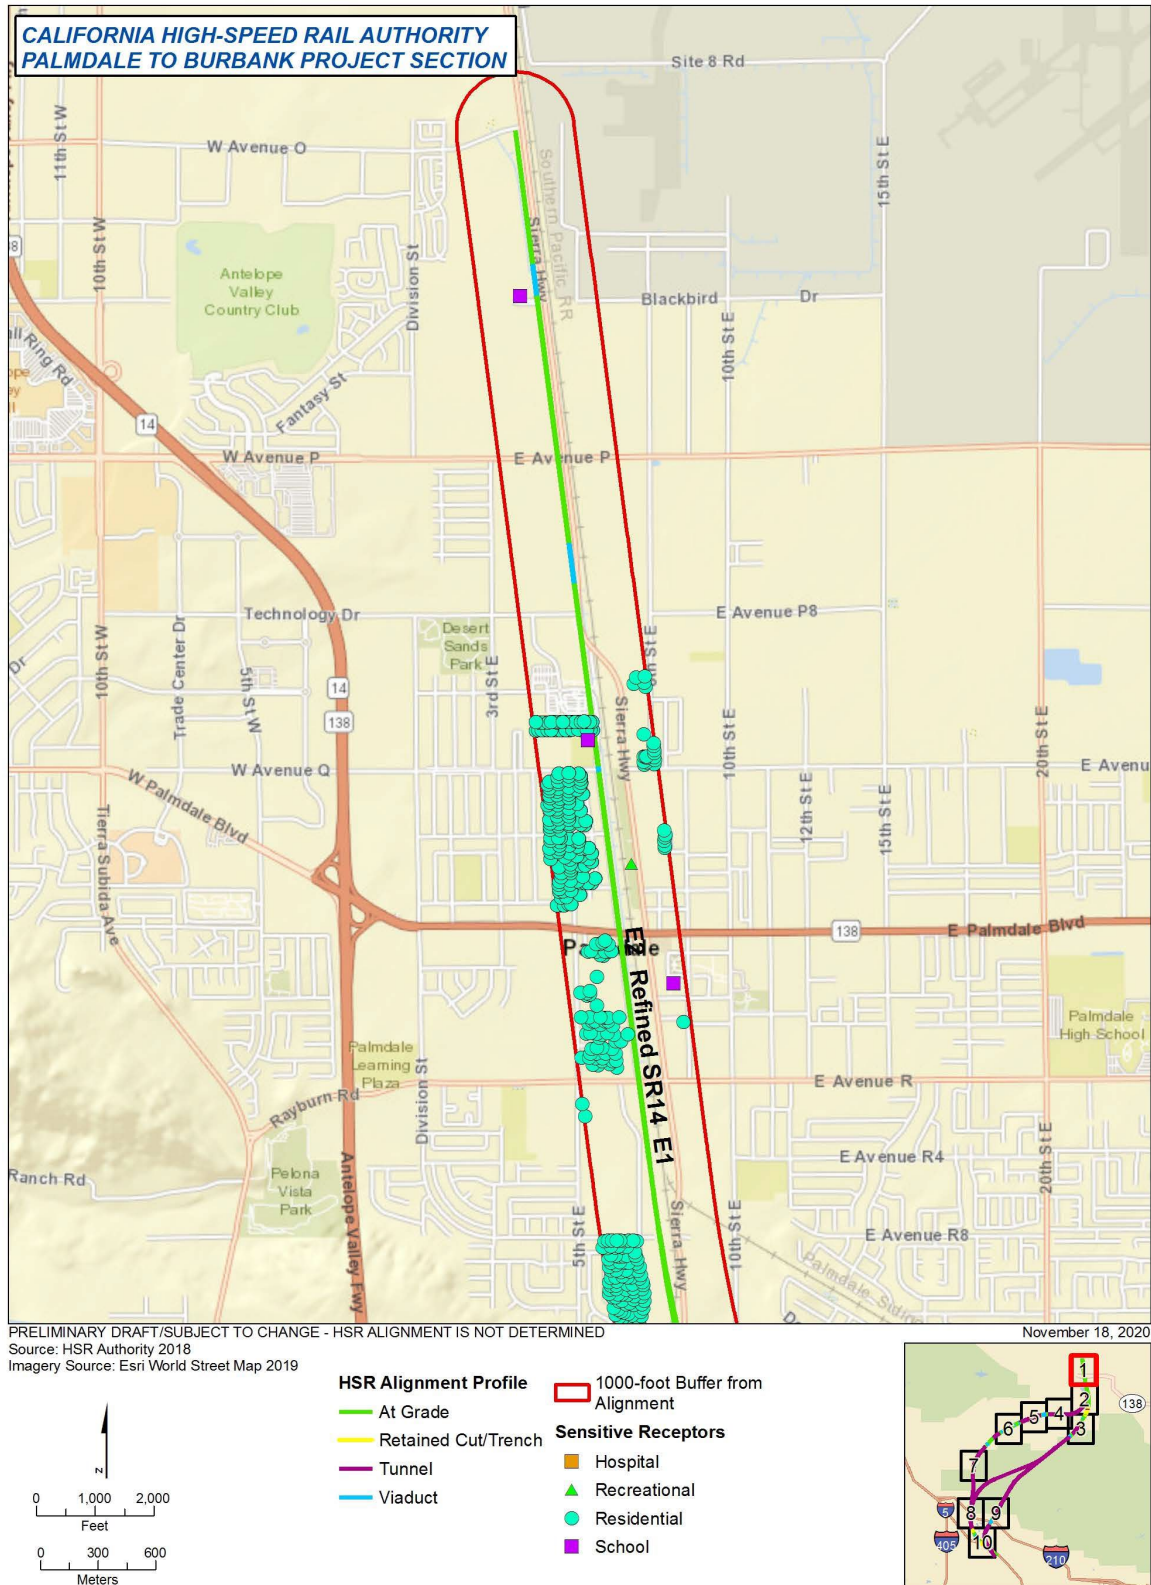 CALIFORNIA HIGH-SPEED RAIL AUTHORITY
PALMDALE TO BURBANK PROJECT SECTION
Site 8 Rd
11th St W
W Avenue O
15th St E
Southern Pacific RR
Sierra Hwy
10th St W
Antelope
Valley
Country Club
Division St
Blackbird Dr
10th St E
Ring Rd
Fantasy St
14
W Avenue P
E Avenue P
Technology Dr
E Avenue P8
Desert
Sands
Park
Trade Center Dr
5th St W
10th St W
Dr
3rd St E
14
138
Sierra Hwy
10th St E
20th St E
W Avenue Q
E Avenu
W Palmdale Blvd
12th St E
15th St E
Tierra Subida Ave
138
E Palmdale Blvd
E2 Refined SR14 E1
Palmdale
High School
Palmdale
Learning
Plaza
Division St
E Avenue R
Rayburn Rd
E Avenue R4
20th St E
Ranch Rd
Pelona
Vista
Park
Antelope Valley Fwy
5th St E
Sierra Hwy
10th St E
E Avenue R8
Palmdale Siding
PRELIMINARY DRAFT/SUBJECT TO CHANGE - HSR ALIGNMENT IS NOT DETERMINED
November 18, 2020
Source: HSR Authority 2018
Imagery Source: Esri World Street Map 2019
HSR Alignment Profile
At Grade
Retained Cut/Trench
Tunnel
Viaduct
1000-foot Buffer from
Alignment
Sensitive Receptors
Hospital
Recreational
Residential
School
N
0 1,000 2,000
Feet
0 300 600
Meters
1
2
138
3
4
5
6
7
8
9
10
5
405
210